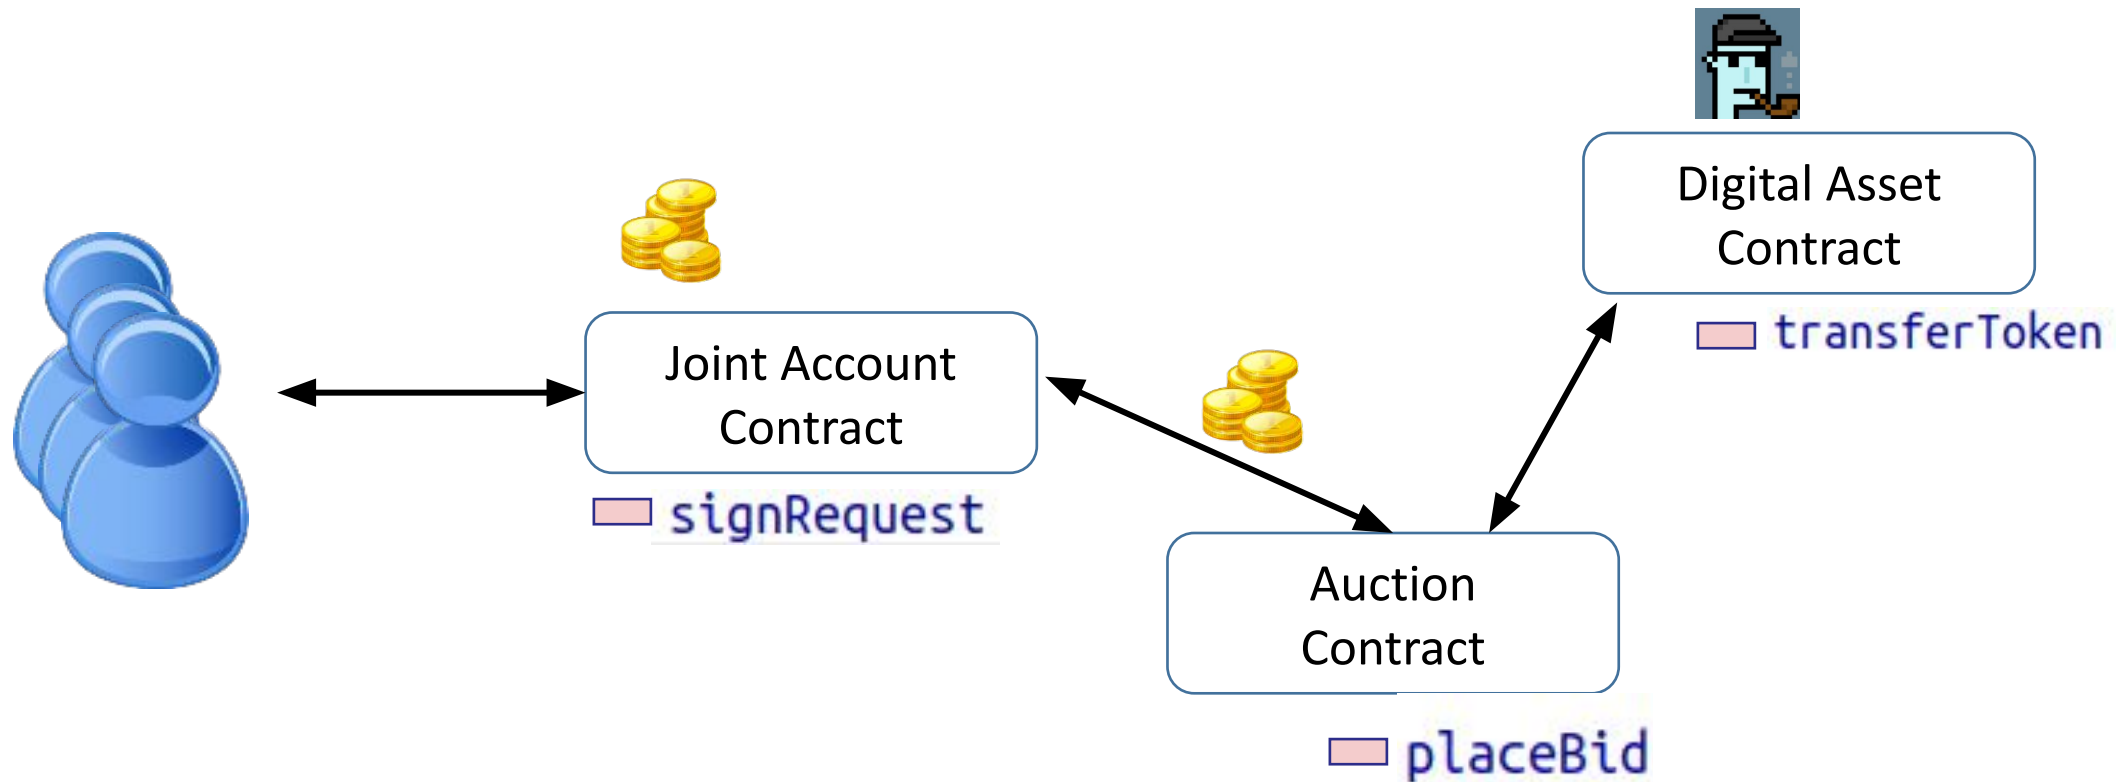 Digital Asset
Contract
transferToken
Joint Account
Contract
signRequest
Auction
Contract
placeBid